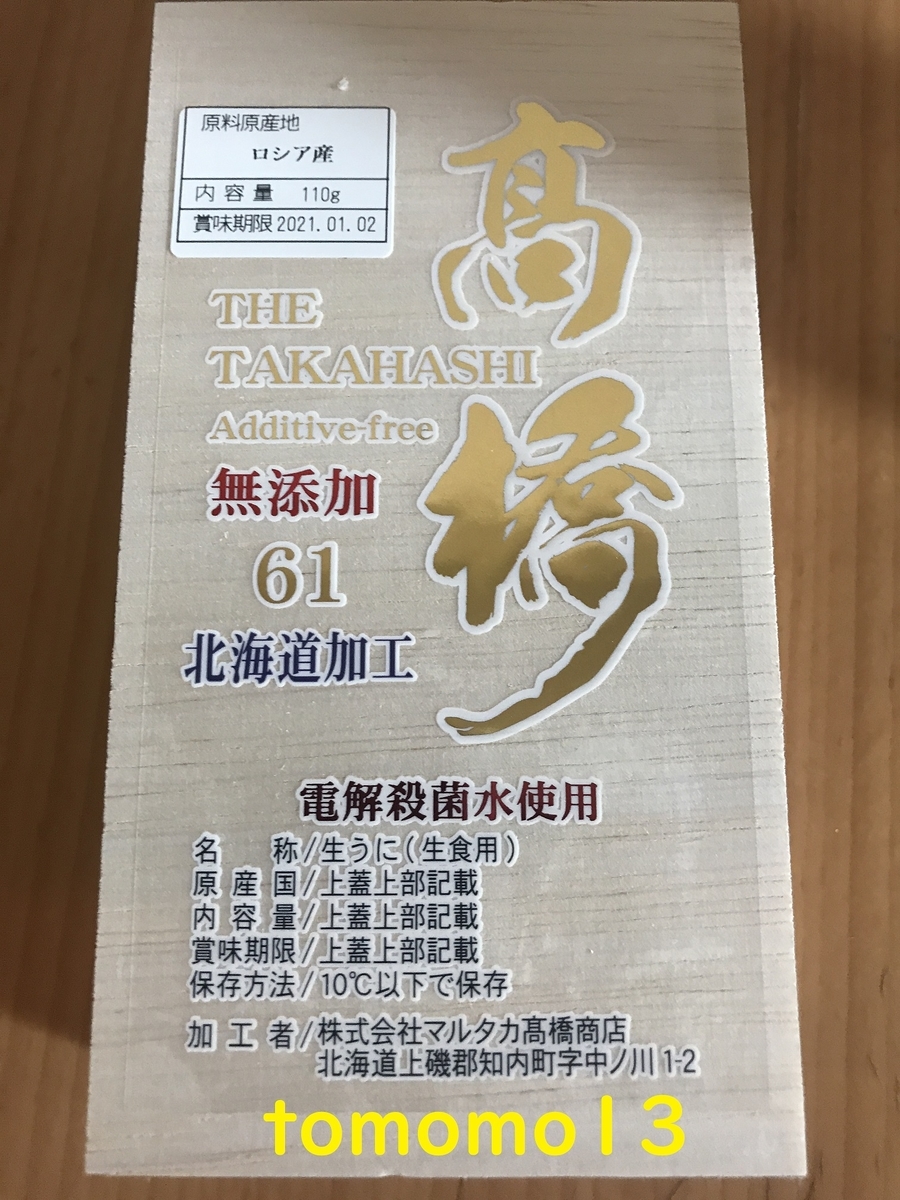 原料原産地
ロシア産
内容量 110g
賞味期限 2021.01.02
髙橋
THE
TAKAHASHI
Additive-free
無添加
61
北海道加工
電解殺菌水使用
名称/生うに(生食用)
原産国/上蓋上部記載
内容量/上蓋上部記載
賞味期限/上蓋上部記載
保存方法/10℃以下で保存
加工者/株式会社マルタカ髙橋商店
北海道上磯郡知内町字中ノ川1-2
tomomo13